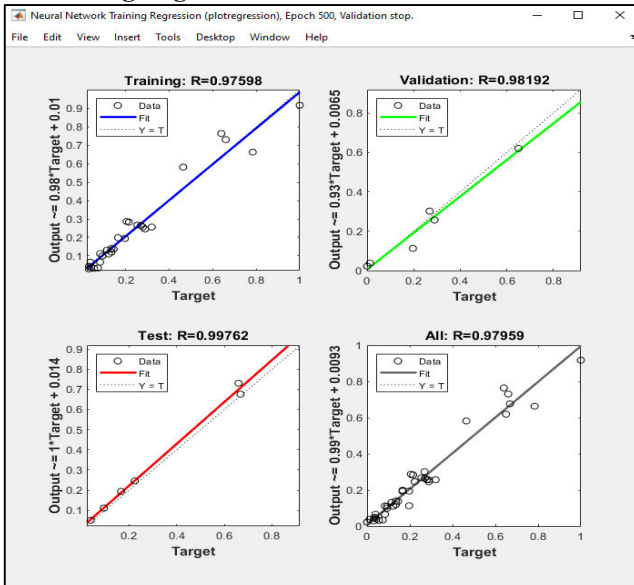 Neural Network Training Regression (plotregression), Epoch 500, Validation stop.
File Edit View Insert Tools Desktop Window Help
Training: R=0.97598
Output ~= 0.98*Target + 0.01
0.9
0.8
0.7
0.6
0.5
0.4
0.3
0.2
0.1
Data
Fit
Y = T
0.2 0.4 0.6 0.8 1
Target
Validation: R=0.98192
Output ~= 0.93*Target + 0.0065
0.8
0.6
0.4
0.2
0
Data
Fit
Y = T
0 0.2 0.4 0.6 0.8
Target
Test: R=0.99762
Output ~= 1*Target + 0.014
0.9
0.8
0.7
0.6
0.5
0.4
0.3
0.2
0.1
Data
Fit
Y = T
0.2 0.4 0.6 0.8
Target
All: R=0.97959
Output ~= 0.99*Target + 0.0093
1
0.8
0.6
0.4
0.2
0
Data
Fit
Y = T
0 0.2 0.4 0.6 0.8 1
Target